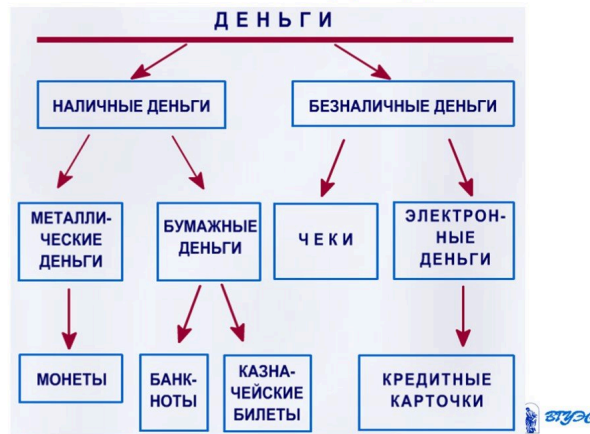 ДЕНЬГИ
НАЛИЧНЫЕ ДЕНЬГИ
БЕЗНАЛИЧНЫЕ ДЕНЬГИ
МЕТАЛЛИ-
ЧЕСКИЕ
ДЕНЬГИ
БУМАЖНЫЕ
ДЕНЬГИ
ЧЕКИ
ЭЛЕКТРОН-
НЫЕ
ДЕНЬГИ
МОНЕТЫ
БАНК-
НОТЫ
КАЗНА-
ЧЕЙСКИЕ
БИЛЕТЫ
КРЕДИТНЫЕ
КАРТОЧКИ